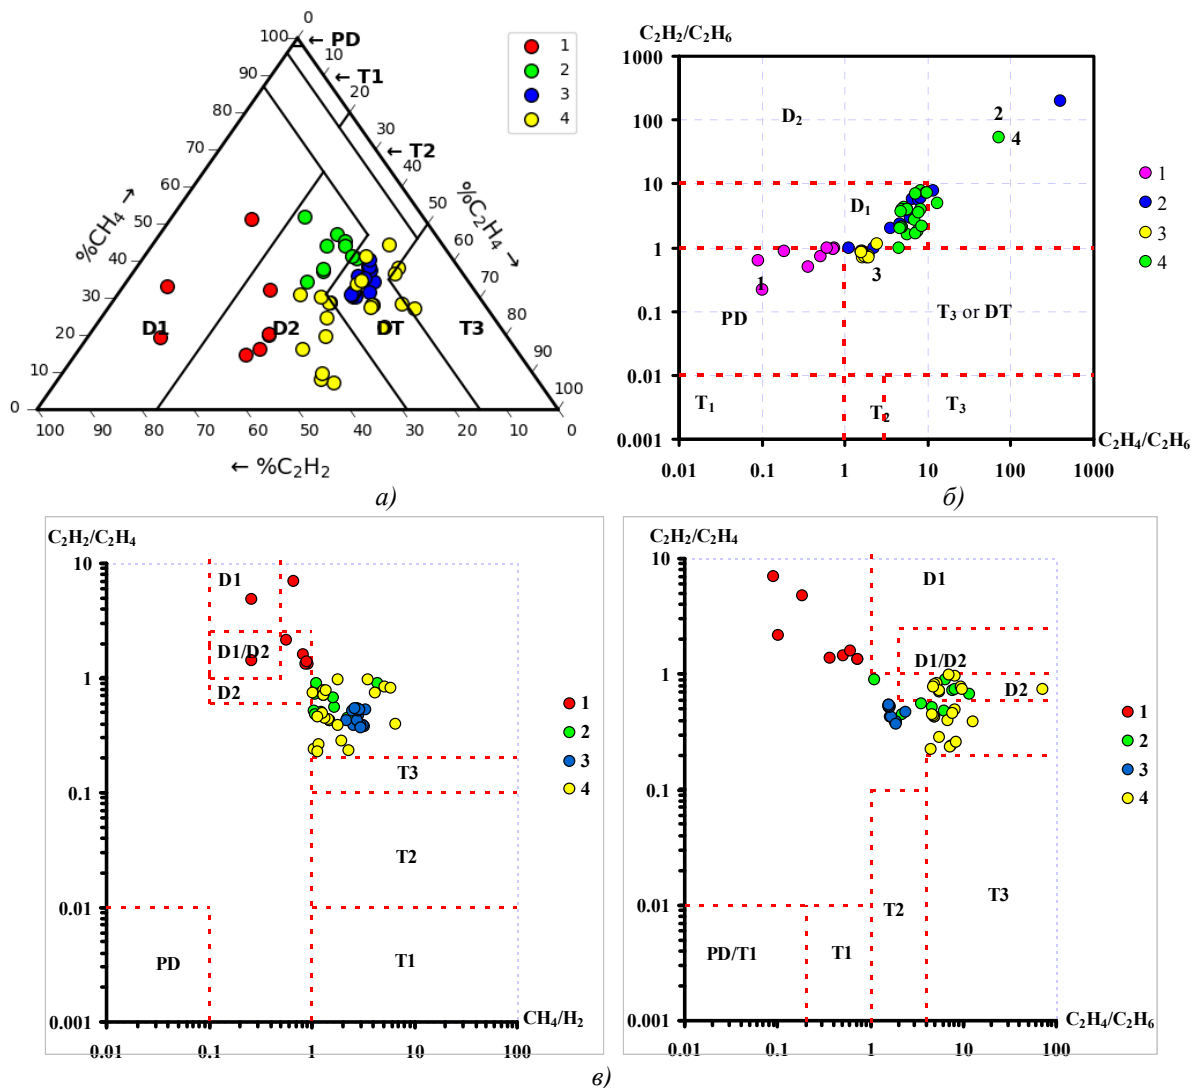 0
100
← PD
10
90
← T1
20
80
30
70
← T2
40
60
50
50
60
40
70
30
80
20
90
10
100
0
%CH₄ →
%C₂H₄ →
D1
D2
DT
T3
100
90
80
70
60
50
40
30
20
10
0
← %C₂H₂
1
2
3
4
а)
C₂H₂/C₂H₆
1000
100
10
1
0.1
0.01
0.001
D₂
2
4
D₁
3
1
PD
T₃ or DT
T₁
T₂
T₃
C₂H₄/C₂H₆
0.01
0.1
1
10
100
1000
1
2
3
4
б)
C₂H₂/C₂H₄
10
1
0.1
0.01
0.001
D1
D1/D2
D2
T3
T2
PD
T1
CH₄/H₂
0.01
0.1
1
10
100
1
2
3
4
C₂H₂/C₂H₄
10
1
0.1
0.01
0.001
D1
D1/D2
D2
T3
T2
PD/T1
T1
C₂H₄/C₂H₆
0.01
0.1
1
10
100
1
2
3
4
в)